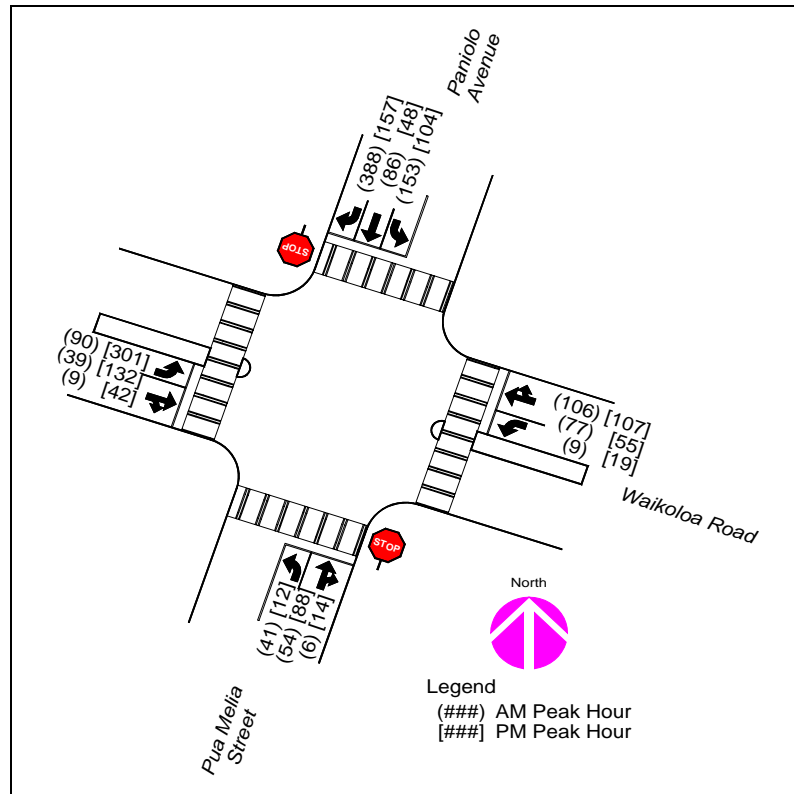 Paniolo
Avenue
(388) [157]
(86) [48]
(153) [104]
STOP
(90) [301]
(39) [132]
(9) [42]
(106) [107]
(77) [55]
(9) [19]
Waikoloa Road
STOP
(41) [12]
(54) [88]
(6) [14]
Pua Melia
Street
North
Legend
(###) AM Peak Hour
[###] PM Peak Hour